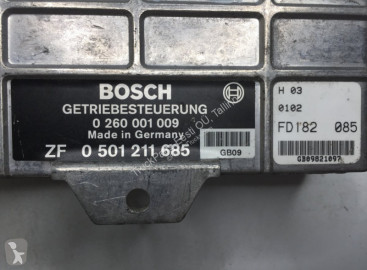 BOSCH
GETRIEBESTEUERUNG
0 260 001 009
Made in Germany
ZF 0 501 211 685
GB09
H 03
0102
FD182 085
GB09821097